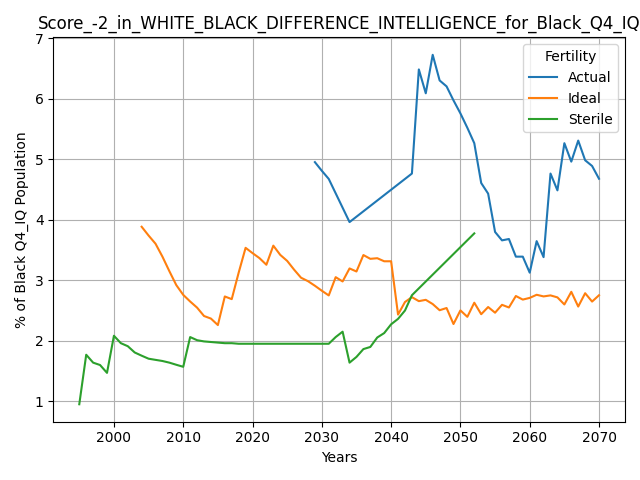 Score_-2_in_WHITE_BLACK_DIFFERENCE_INTELLIGENCE_for_Black_Q4_IQ
Fertility
Actual
Ideal
Sterile
% of Black Q4_IQ Population
7
6
5
4
3
2
1
2000
2010
2020
2030
2040
2050
2060
2070
Years